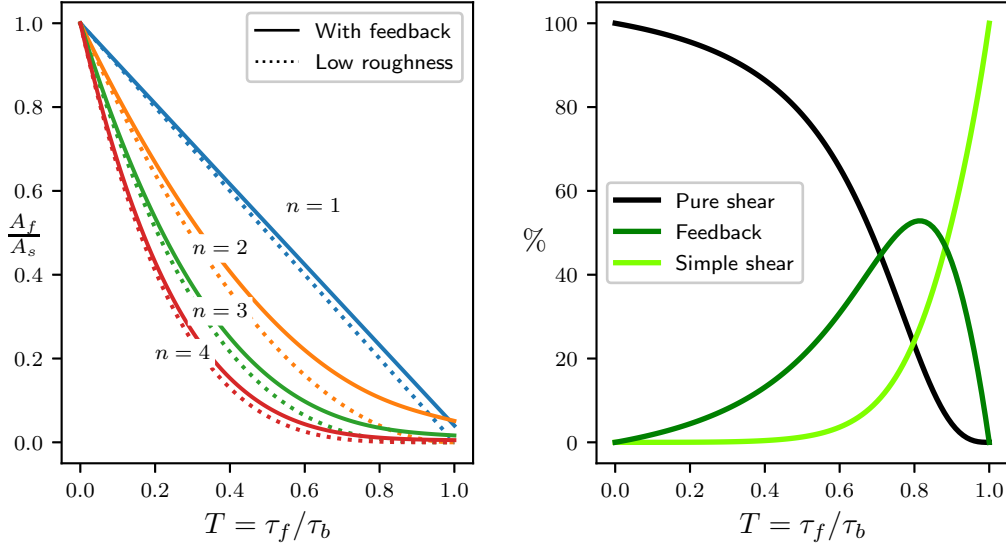 1.0
0.8
0.6
0.4
0.2
0.0
A_f
A_s
With feedback
Low roughness
n = 1
n = 2
n = 3
n = 4
0.0 0.2 0.4 0.6 0.8 1.0
T = τ_f/τ_b
100
80
60
40
20
0
%
Pure shear
Feedback
Simple shear
0.0 0.2 0.4 0.6 0.8 1.0
T = τ_f/τ_b